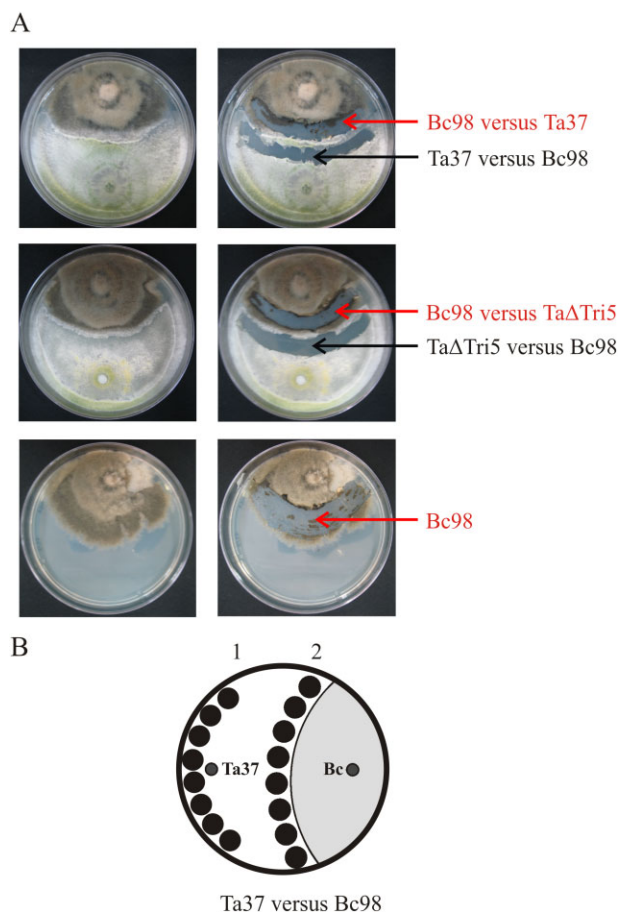 A
Bc98 versus Ta37
Ta37 versus Bc98
Bc98 versus TaΔTri5
TaΔTri5 versus Bc98
Bc98
B
1 2
Ta37 Bc
Ta37 versus Bc98